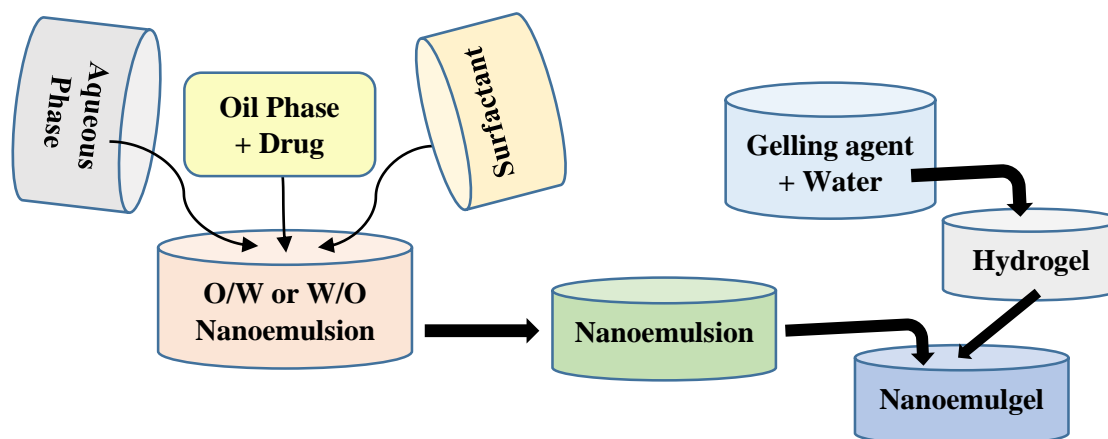 Aqueous
Phase
Oil Phase
+ Drug
Surfactant
Gelling agent
+ Water
Hydrogel
O/W or W/O
Nanoemulsion
Nanoemulsion
Nanoemulgel